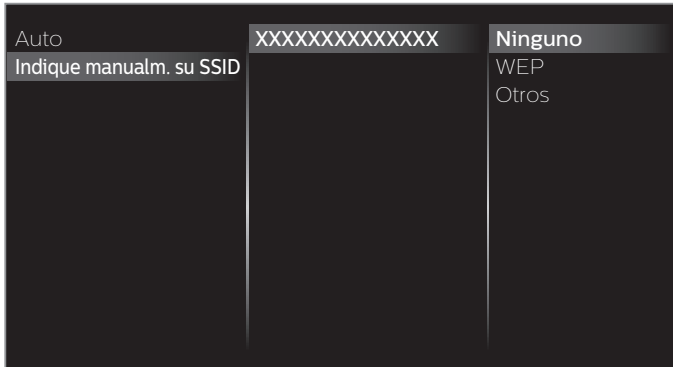 Auto
Indique manualm. su SSID
XXXXXXXXXXXXXX
Ninguno
WEP
Otros